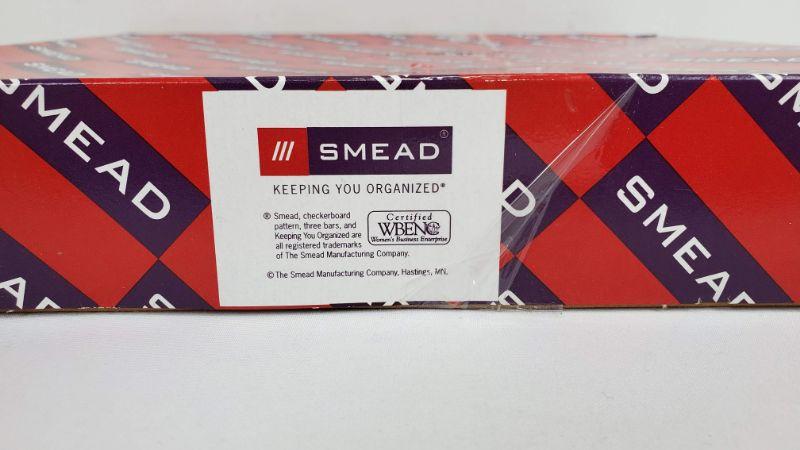 SMEAD
SMEAD
/// SMEAD ®
KEEPING YOU ORGANIZED®
® Smead, checkerboard
pattern, three bars, and
Keeping You Organized are
all registered trademarks
of The Smead Manufacturing Company.
Certified
WBENC
Women's Business Enterprise
© The Smead Manufacturing Company, Hastings, MN.